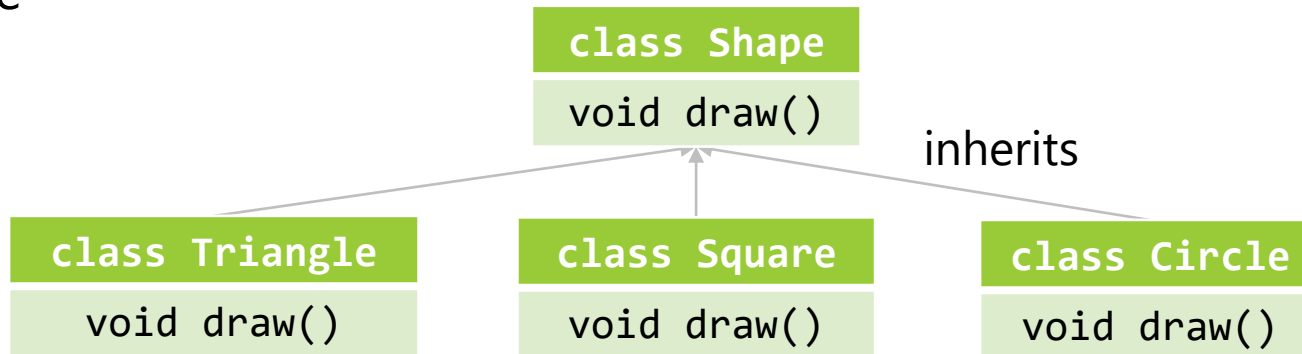 class Shape
void draw()
inherits
class Triangle
class Square
class Circle
void draw()
void draw()
void draw()